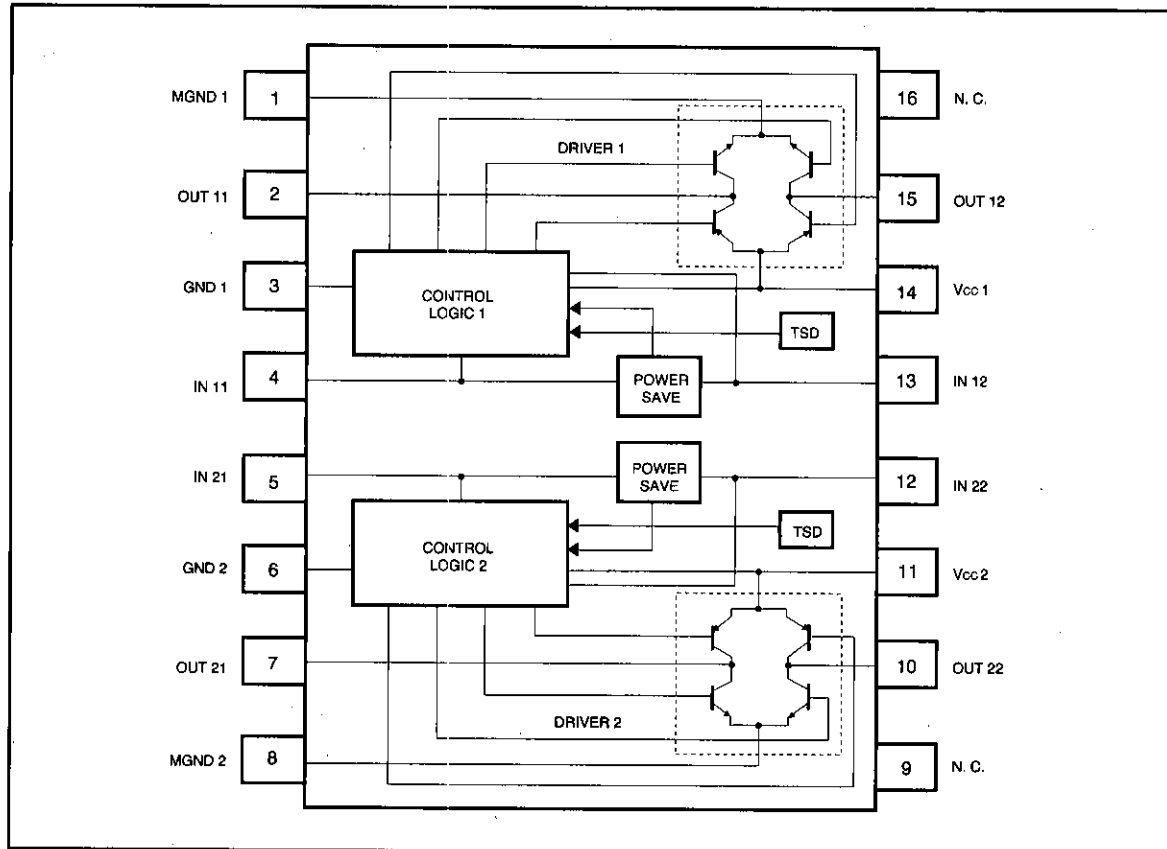 MGND 1
1
16
N. C.
DRIVER 1
OUT 11
2
15
OUT 12
GND 1
3
CONTROL
LOGIC 1
14
Vcc 1
TSD
IN 11
4
POWER
SAVE
13
IN 12
IN 21
5
POWER
SAVE
12
IN 22
TSD
GND 2
6
CONTROL
LOGIC 2
11
Vcc 2
OUT 21
7
10
OUT 22
DRIVER 2
MGND 2
8
9
N. C.